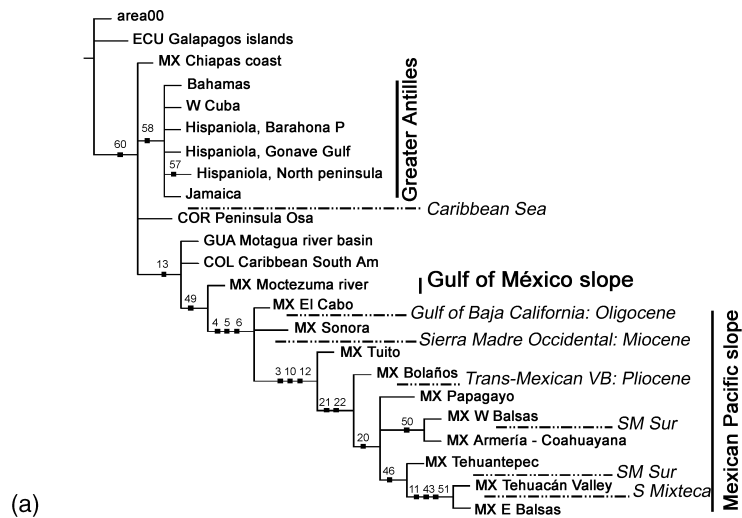 area00
ECU Galapagos islands
MX Chiapas coast
Bahamas
58
W Cuba
60
Hispaniola, Barahona P
Hispaniola, Gonave Gulf
57
Hispaniola, North peninsula
Jamaica
Greater Antilles
Caribbean Sea
COR Peninsula Osa
GUA Motagua river basin
13
COL Caribbean South Am
MX Moctezuma river
Gulf of México slope
49
MX El Cabo
Gulf of Baja California: Oligocene
4 5 6
MX Sonora
Sierra Madre Occidental: Miocene
MX Tuito
3 10 12
MX Bolaños
Trans-Mexican VB: Pliocene
21 22
MX Papagayo
MX W Balsas
50
SM Sur
20
MX Armería - Coahuayana
MX Tehuantepec
46
SM Sur
MX Tehuacán Valley
11 43 51
S Mixteca
MX E Balsas
Mexican Pacific slope
(a)